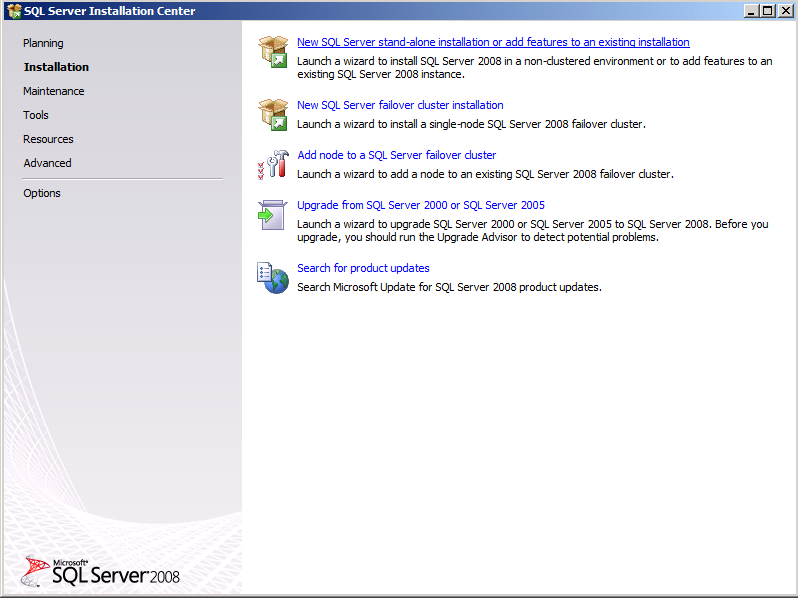 SQL Server Installation Center
Planning
Installation
Maintenance
Tools
Resources
Advanced
Options
New SQL Server stand-alone installation or add features to an existing installation
Launch a wizard to install SQL Server 2008 in a non-clustered environment or to add features to an
existing SQL Server 2008 instance.
New SQL Server failover cluster installation
Launch a wizard to install a single-node SQL Server 2008 failover cluster.
Add node to a SQL Server failover cluster
Launch a wizard to add a node to an existing SQL Server 2008 failover cluster.
Upgrade from SQL Server 2000 or SQL Server 2005
Launch a wizard to upgrade SQL Server 2000 or SQL Server 2005 to SQL Server 2008. Before you
upgrade, you should run the Upgrade Advisor to detect potential problems.
Search for product updates
Search Microsoft Update for SQL Server 2008 product updates.
Microsoft®
SQL Server 2008